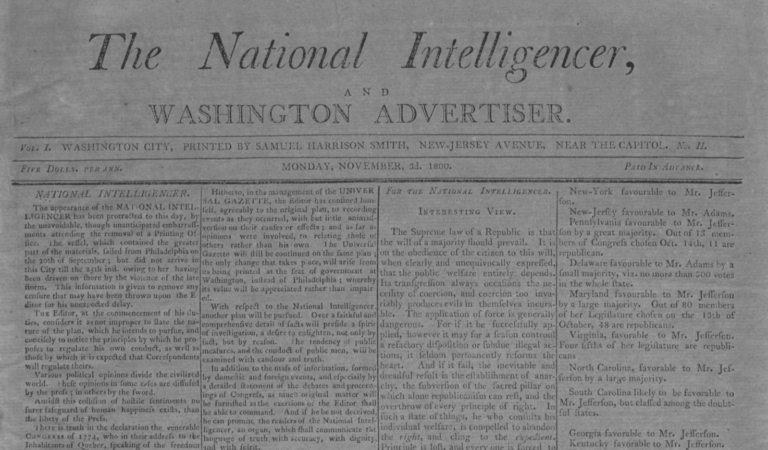 The National Intelligencer,
AND
WASHINGTON ADVERTISER.
Vol. I. WASHINGTON CITY, PRINTED BY SAMUEL HARRISON SMITH, NEW-JERSEY AVENUE, NEAR THE CAPITOL. No. II.
Five Dolls. per ann. MONDAY, NOVEMBER, 3d. 1800. Paid In Advance.
NATIONAL INTELLIGENCER.
The appearance of the NATIONAL INTEL-
LIGENCER has been protracted to this day, by
the unavoidable, though unanticipated embarrass-
ments attending the removal of a Printing Of-
fice. The vessel, which contained the greater
part of the materials, sailed from Philadelphia on
the 20th of September; but did not arrive in
this City till the 25th inst. owing to her having
been driven on shore by the violence of the late
storm. This information is given to remove any
censure that may have been thrown upon the E-
ditor for his unexpected delay.
The Editor, at the commencement of his du-
ties, considers it as not improper to state the na-
ture of the plan, which he intends to pursue, and
concisely to notice the principles by which he pro-
poses to regulate his own conduct, as well as
those by which it is expected that Correspondents
will regulate theirs.
Various political opinions divide the civilized
world. These opinions in some cases are diffused
by the press; in others by the sword.
Amidst this collision of hostile sentiments no
surer safeguard of human happiness exists, than
the liberty of the Press.
There is truth in the declaration the venerable
Congress of 1774, who in their address to the
Inhabitants of Quebec, speaking of the freedom
Hitherto, in the management of the UNIVER
SAL GAZETTE, the Editor has confined him-
self, agreeably to the original plan, to recording
events as they occurred, with but little animad-
version on their causes or effects; and as far as
opinions were involved, to relating those of
others rather than his own. The Universal
Gazette will still be continued on the same plan;
the only change that takes place, will arise from
its being printed at the seat of government at
Washington, instead of Philadelphia; whereby
its value will be appreciated rather than impair
ed.
With respect to the National Intelligencer
another plan will be pursued. Over a faithful and
comprehensive detail of facts will preside a spirit
of investigation, a desire to enlighten, not only by
fact, but by reason. The tendency of public
measures, and the conduct of public men, will be
examined with candour and truth.
In addition to the mass of information, formed
by domestic and foreign events, and especially by
a detailed statement of the debates and proceed-
ings of Congress, as much original matter will
be furnished as the exertions of the Editor, shall
be able to command. And if he be not deceived,
he can promise the readers of the National Intel-
ligencer, an organ, which shall communicate the
language of truth with accuracy, with dignity,
and with spirit.
For the National Intelligencer.
Interesting View.
The Supreme law of a Republic is that
the will of a majority should prevail. It is
on the obedience of the citizen to this will,
when clearly and unequivocally expressed,
that the public welfare entirely depends.
Its transgression always occasions the ne-
cessity of coercion, and coercion too inva-
riably produces evils in themselves incura-
ble. The application of force is generally
dangerous. For if it be successfully ap-
plied, however it may for a season controul
a refractory disposition or subdue illegal ac-
tions, it seldom permanently reforms the
heart. And if it fail, the inevitable and
deceitful result is the establishment of anar-
chy, the subversion of the sacred pillar on
which alone republicanism can rest, and the
overthrow of every principle of right. In
such a state of things, he who consults his
individual welfare, is compelled to abandon
the right, and cling to the expedient.
Principle is lost, and every one is forced to
New-York favourable to Mr. Jeffer-
son.
New-Jersey favourable to Mr. Adams.
Pensylvania favourable to Mr. Jeffer-
son by a great majority. Out of 13 mem-
bers of Congress chosen Oct. 14th, 11 are
republican.
Delaware favourable to Mr. Adams by a
small majority, viz. no more than 300 votes
in the whole state.
Maryland favourable to Mr. Jefferson
by a large majority. Out of 80 members
of her Legislature chosen on the 13th of
October, 48 are republicans.
Virginia, favorable to Mr. Jefferson.
Four fifths of her legislature are republi-
cans
North Carolina, favorable to Mr. Jef-
ferson by a large majority.
South Carolina likely to be favorable to
Mr. Jefferson, but classed among the doubt-
ful states.
Georgia favorable to Mr. Jefferson.
Kentucky favorable to Mr. Jefferson.